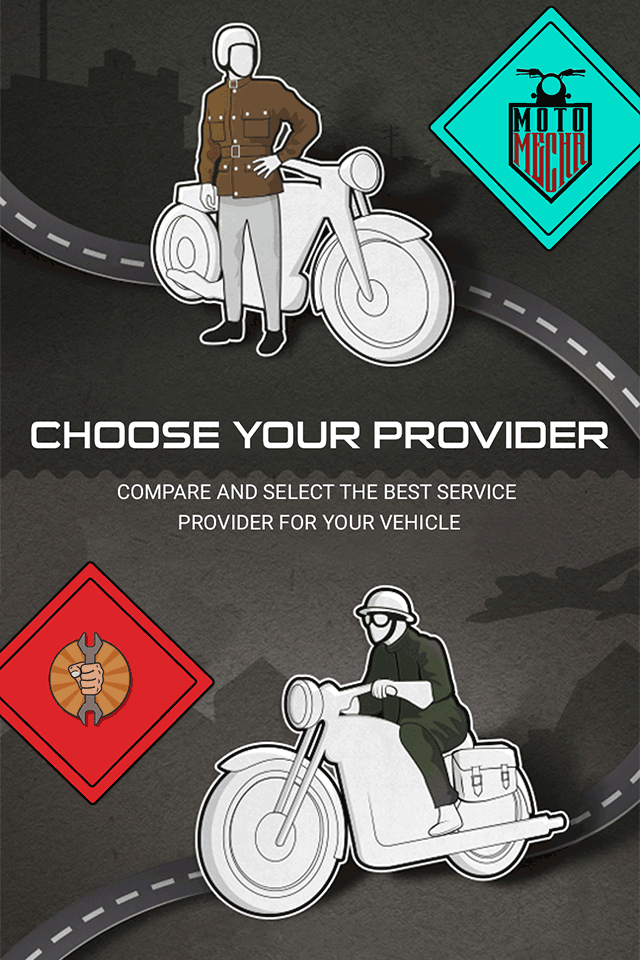 MOTO
MECHA
CHOOSE YOUR PROVIDER
COMPARE AND SELECT THE BEST SERVICE
PROVIDER FOR YOUR VEHICLE